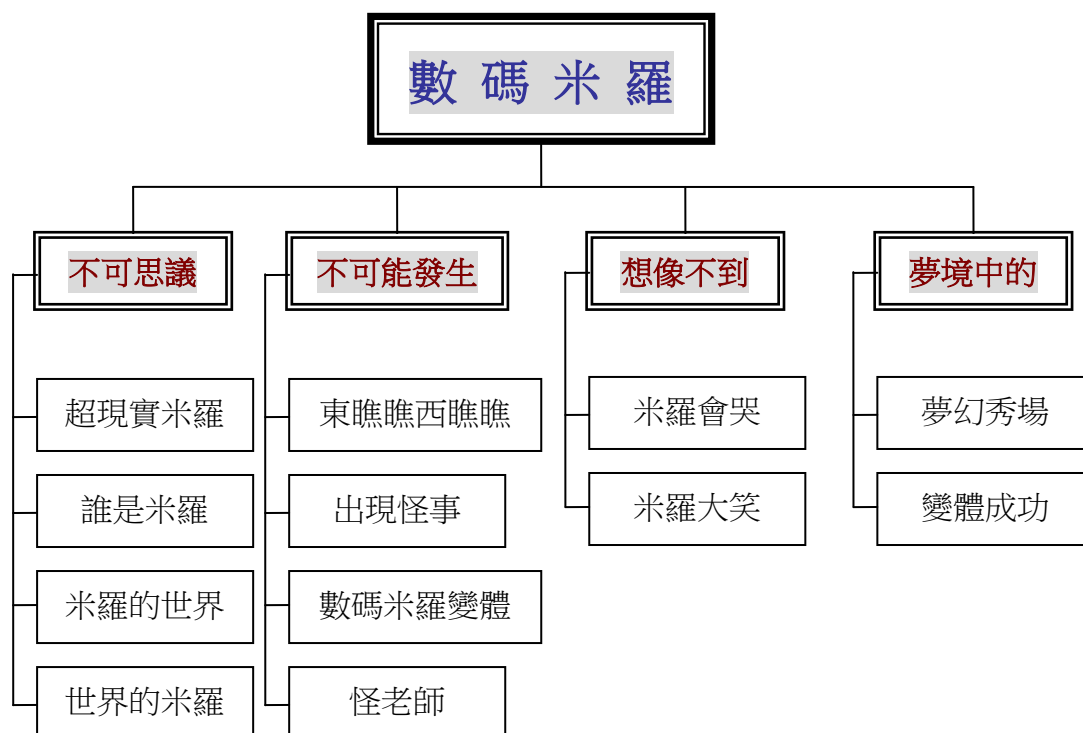 數 碼 米 羅
不可思議
超現實米羅
誰是米羅
米羅的世界
世界的米羅
不可能發生
東瞧瞧西瞧瞧
出現怪事
數碼米羅變體
怪老師
想像不到
米羅會哭
米羅大笑
夢境中的
夢幻秀場
變體成功